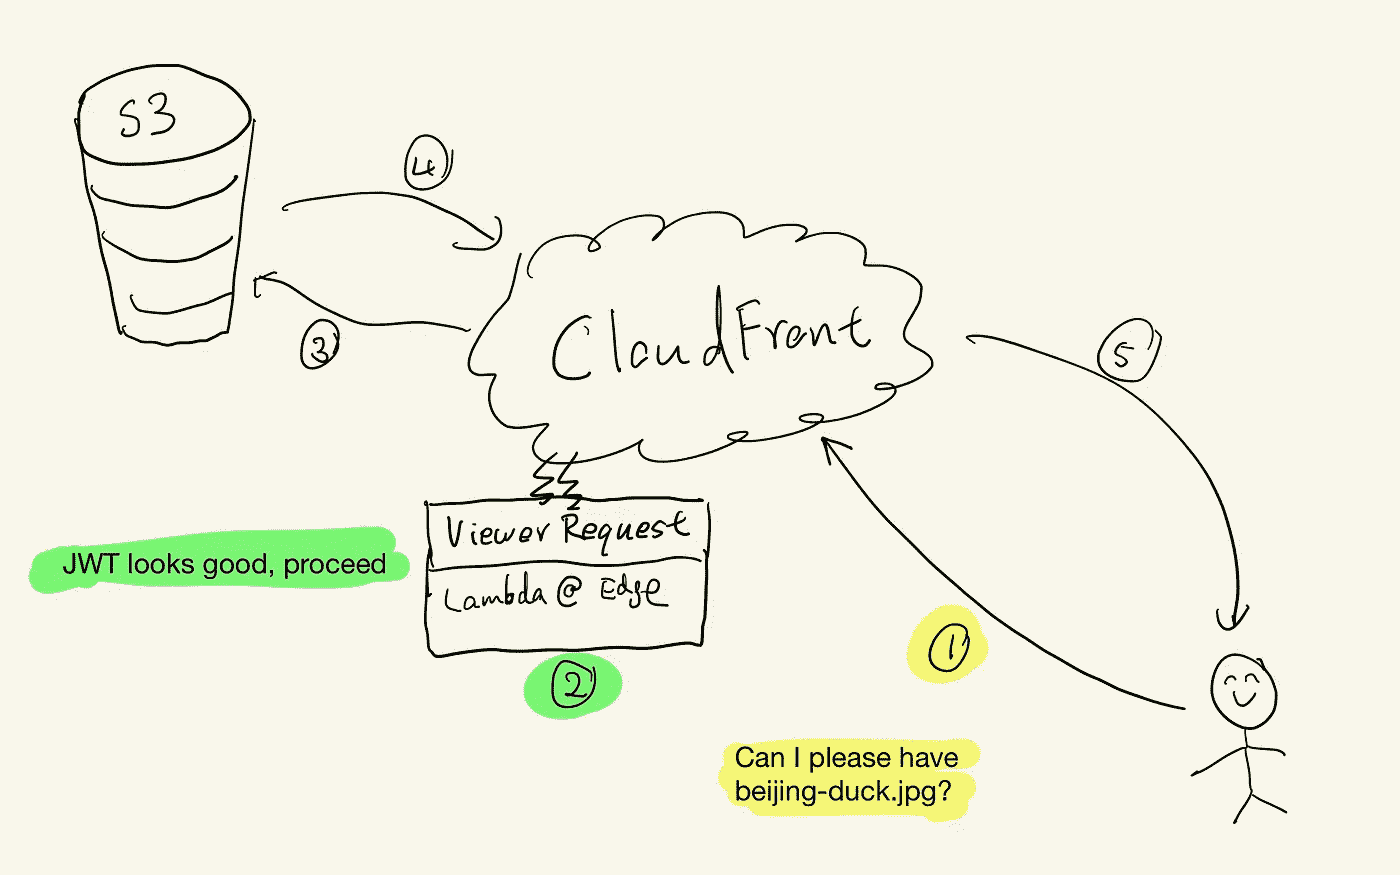 S3
4
3
CloudFront
5
Viewer Request
Lambda @ Edge
JWT looks good, proceed
2
1
Can I please have
beijing-duck.jpg?